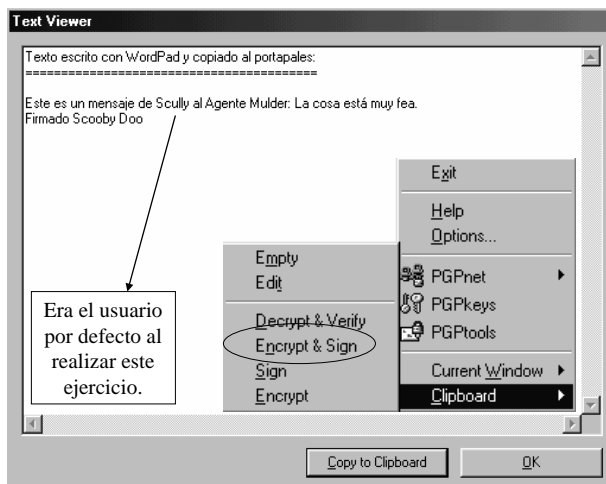 Text Viewer
Texto escrito con WordPad y copiado al portapales:
==========================================
Este es un mensaje de Scully al Agente Mulder: La cosa está muy fea.
Firmado Scooby Doo
Exit
Help
Options...
PGPnet
PGPkeys
PGPtools
Current Window
Clipboard
Empty
Edit
Decrypt & Verify
Encrypt & Sign
Sign
Encrypt
Era el usuario
por defecto al
realizar este
ejercicio.
Copy to Clipboard
OK